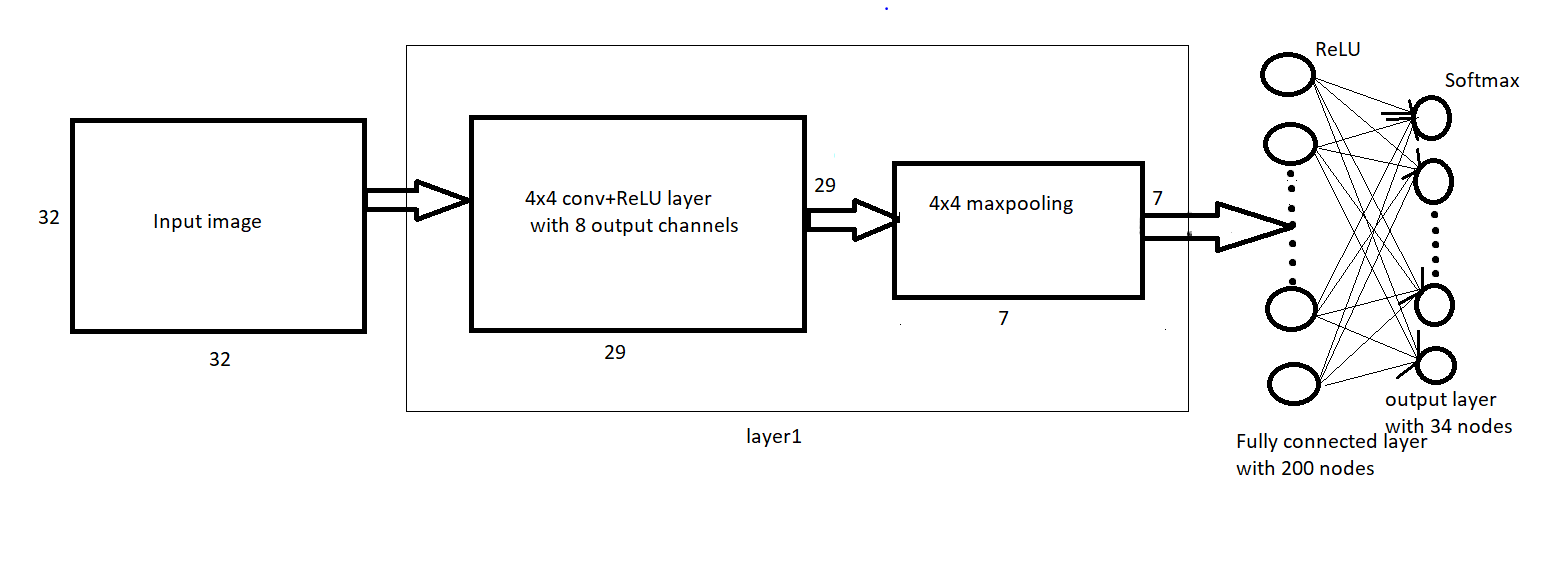 32
Input image
32
4x4 conv+ReLU layer
with 8 output channels
29
29
4x4 maxpooling
7
7
layer1
ReLU
Softmax
output layer
with 34 nodes
Fully connected layer
with 200 nodes